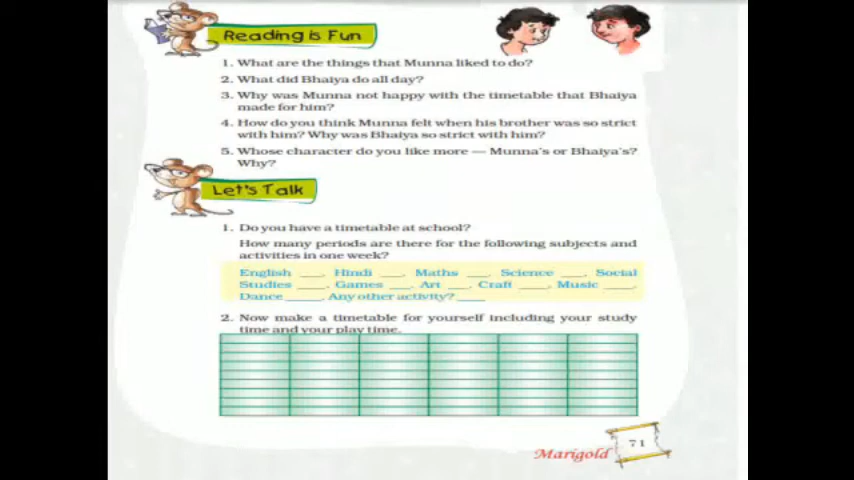 Reading is Fun
1. What are the things that Munna liked to do?
2. What did Bhaiya do all day?
3. Why was Munna not happy with the timetable that Bhaiya
made for him?
4. How do you think Munna felt when his brother was so strict
with him? Why was Bhaiya so strict with him?
5. Whose character do you like more — Munna's or Bhaiya's?
Why?
Let's Talk
1. Do you have a timetable at school?
How many periods are there for the following subjects and
activities in one week?
English ___, Hindi ___, Maths ___, Science ___, Social
Studies ____, Games ____, Art ___, Craft ____, Music ____,
Dance _____, Any other activity? ____
2. Now make a timetable for yourself including your study
time and your play time.
71
Marigold